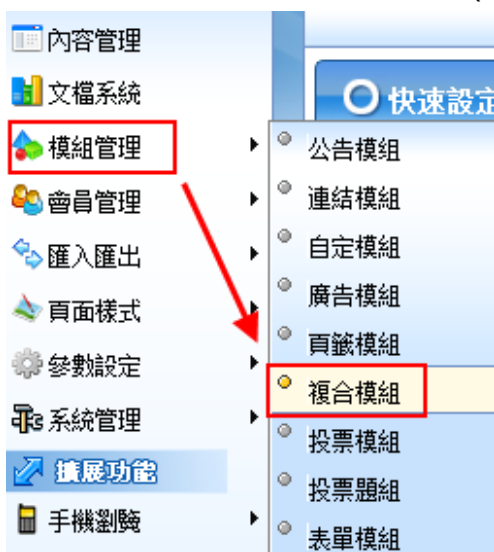 內容管理
文檔系統
模組管理
會員管理
匯入匯出
頁面樣式
參數設定
系統管理
擴展功能
手機劉覽
快速設定
公告模組
連結模組
自定模組
廣告模組
頁籤模組
複合模組
投票模組
投票題組
表單模組